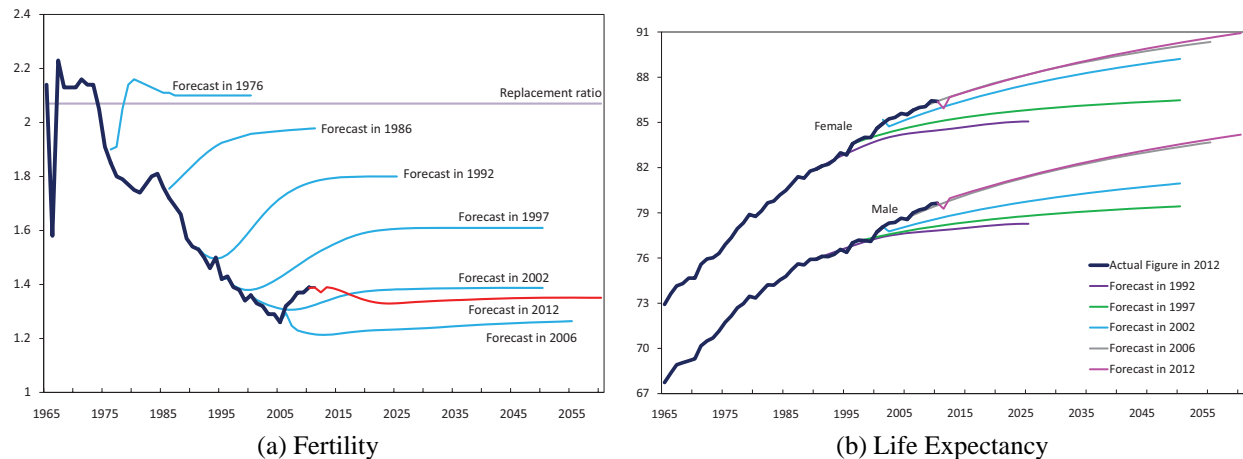 2.4
2.2
2
1.8
1.6
1.4
1.2
1
Forecast in 1976
Replacement ratio
Forecast in 1986
Forecast in 1992
Forecast in 1997
Forecast in 2002
Forecast in 2012
Forecast in 2006
1965 1975 1985 1995 2005 2015 2025 2035 2045 2055
(a) Fertility
91
88
85
82
79
76
73
70
67
Female
Male
Actual Figure in 2012
Forecast in 1992
Forecast in 1997
Forecast in 2002
Forecast in 2006
Forecast in 2012
1965 1975 1985 1995 2005 2015 2025 2035 2045 2055
(b) Life Expectancy